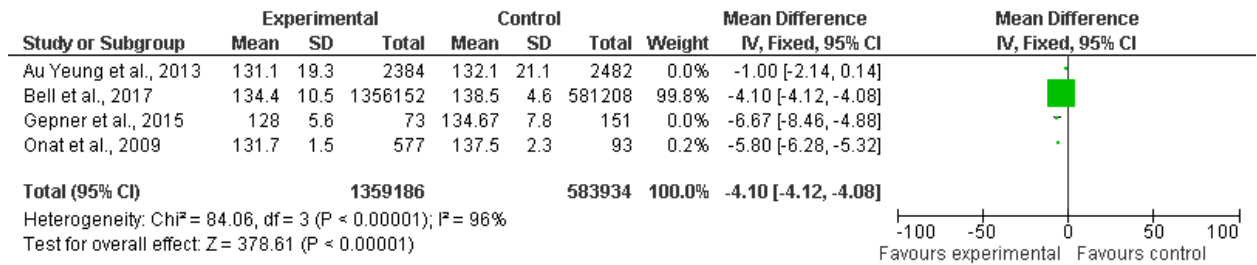 Experimental Control Mean Difference Mean Difference
Study or Subgroup Mean SD Total Mean SD Total Weight IV, Fixed, 95% CI IV, Fixed, 95% CI
Au Yeung et al., 2013 131.1 19.3 2384 132.1 21.1 2482 0.0% -1.00 [-2.14, 0.14]
Bell et al., 2017 134.4 10.5 1356152 138.5 4.6 581208 99.8% -4.10 [-4.12, -4.08]
Gepner et al., 2015 128 5.6 73 134.67 7.8 151 0.0% -6.67 [-8.46, -4.88]
Onat et al., 2009 131.7 1.5 577 137.5 2.3 93 0.2% -5.80 [-6.28, -5.32]
Total (95% CI) 1359186 583934 100.0% -4.10 [-4.12, -4.08]
Heterogeneity: Chi² = 84.06, df = 3 (P < 0.00001); I² = 96%
Test for overall effect: Z = 378.61 (P < 0.00001)
-100 -50 0 50 100
Favours experimental Favours control